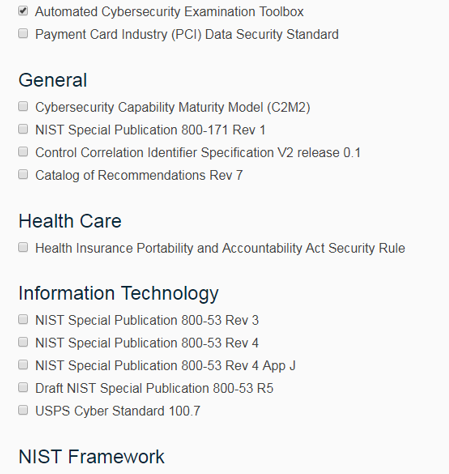 Automated Cybersecurity Examination Toolbox
Payment Card Industry (PCI) Data Security Standard
General
Cybersecurity Capability Maturity Model (C2M2)
NIST Special Publication 800-171 Rev 1
Control Correlation Identifier Specification V2 release 0.1
Catalog of Recommendations Rev 7
Health Care
Health Insurance Portability and Accountability Act Security Rule
Information Technology
NIST Special Publication 800-53 Rev 3
NIST Special Publication 800-53 Rev 4
NIST Special Publication 800-53 Rev 4 App J
Draft NIST Special Publication 800-53 R5
USPS Cyber Standard 100.7
NIST Framework